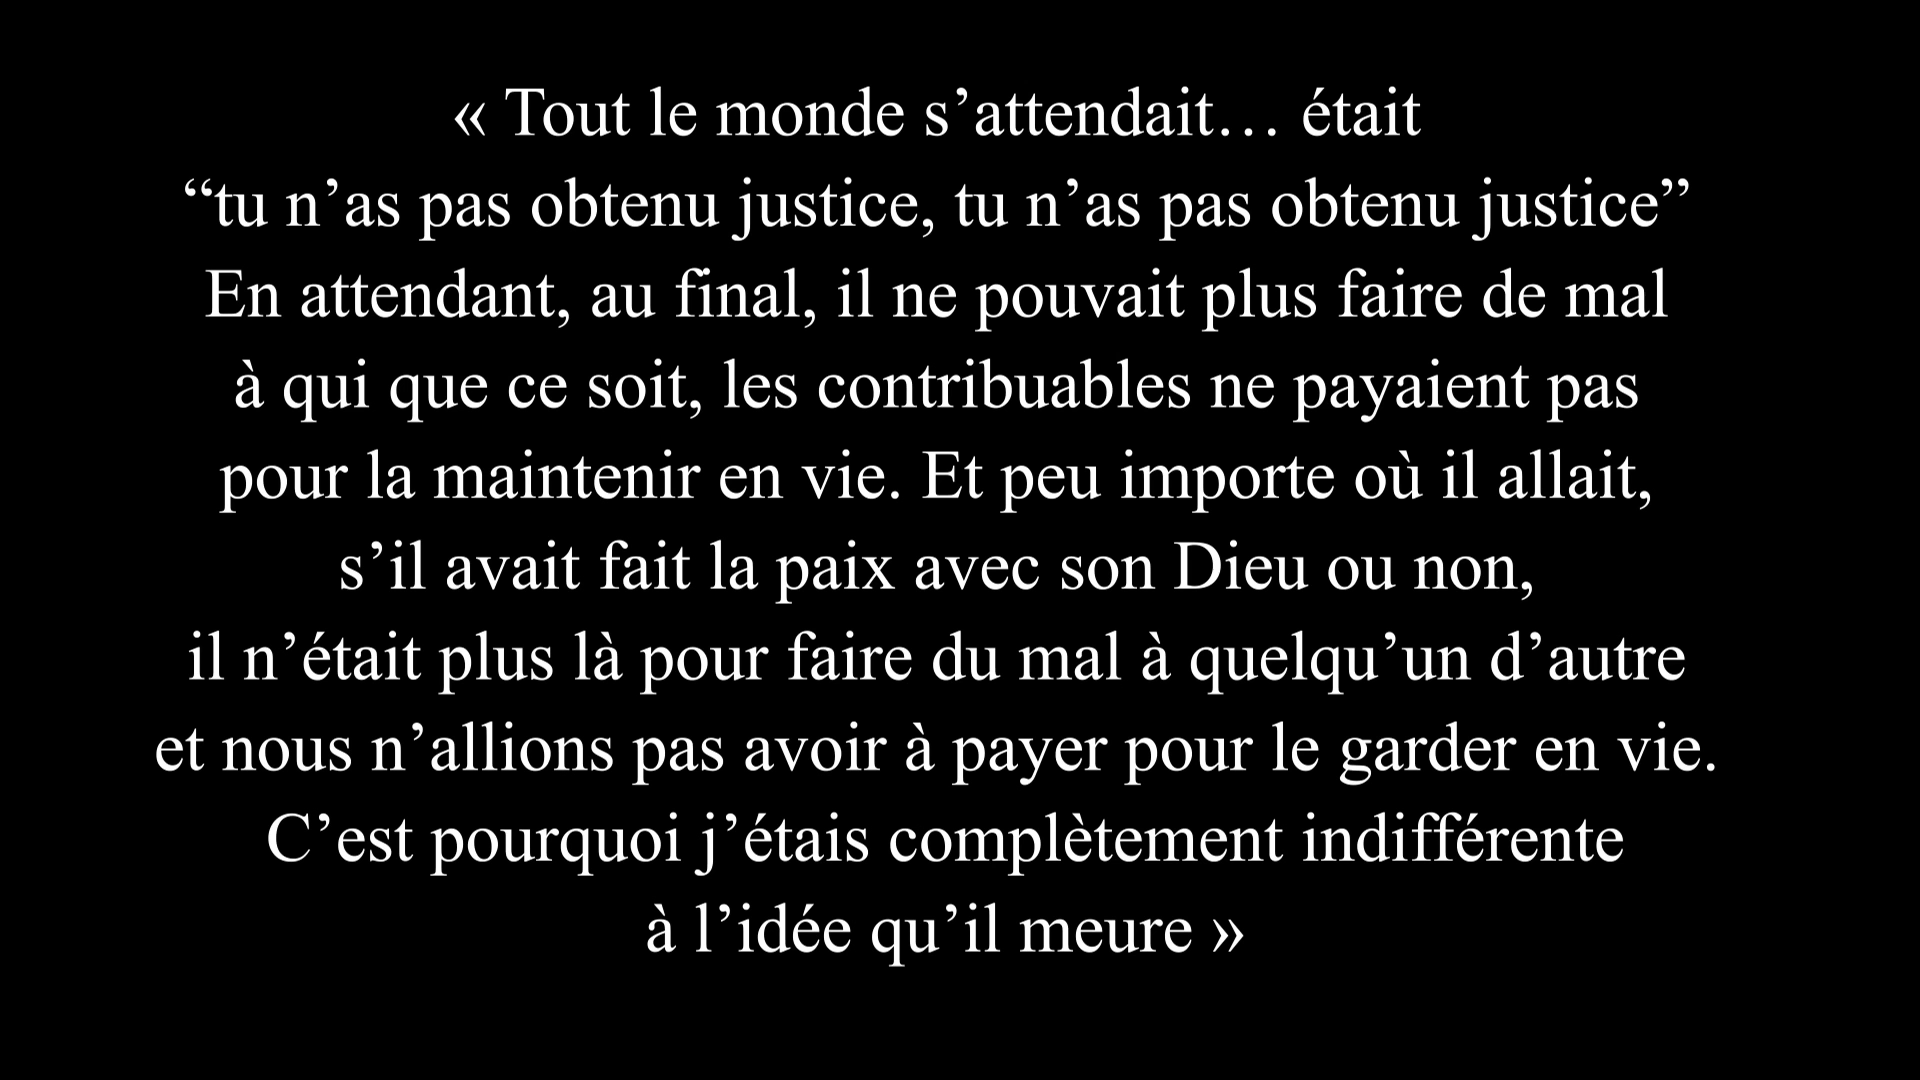 « Tout le monde s’attendait… était
“tu n’as pas obtenu justice, tu n’as pas obtenu justice”
En attendant, au final, il ne pouvait plus faire de mal
à qui que ce soit, les contribuables ne payaient pas
pour la maintenir en vie. Et peu importe où il allait,
s’il avait fait la paix avec son Dieu ou non,
il n’était plus là pour faire du mal à quelqu’un d’autre
et nous n’allions pas avoir à payer pour le garder en vie.
C’est pourquoi j’étais complètement indifférente
à l’idée qu’il meure »